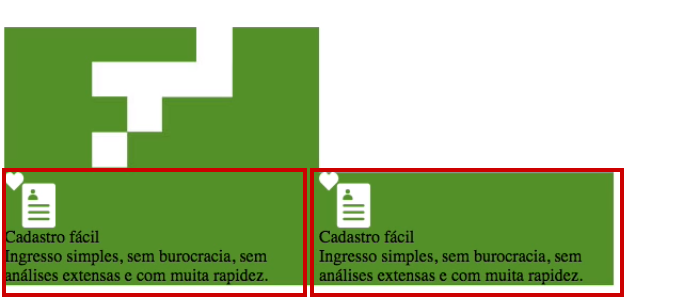 Cadastro fácil
Ingresso simples, sem burocracia, sem
análises extensas e com muita rapidez.
Cadastro fácil
Ingresso simples, sem burocracia, sem
análises extensas e com muita rapidez.